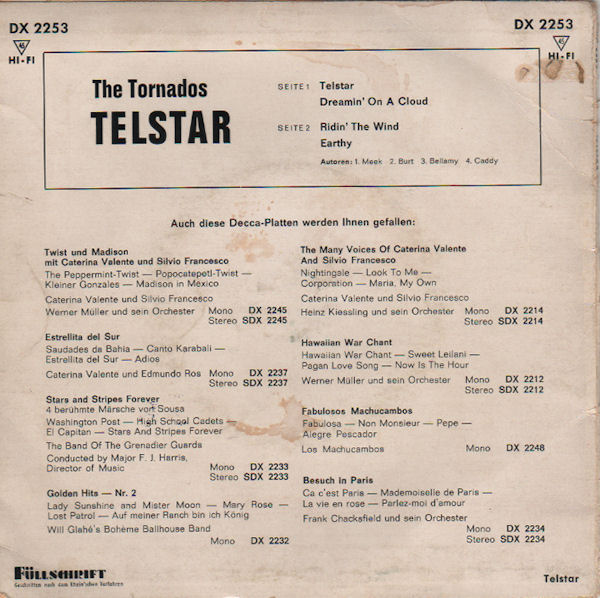 DX 2253
DX 2253
45
45
HI-FI
HI-FI
The Tornados
TELSTAR
SEITE 1 Telstar
Dreamin' On A Cloud
SEITE 2 Ridin' The Wind
Earthy
Autoren: 1. Meek 2. Burt 3. Bellamy 4. Caddy
Auch diese Decca-Platten werden Ihnen gefallen:
Twist und Madison
mit Caterina Valente und Silvio Francesco
The Peppermint-Twist — Popocatepetl-Twist —
Kleiner Gonzales — Madison in Mexico
Caterina Valente und Silvio Francesco
Werner Müller und sein Orchester Mono DX 2245
Stereo SDX 2245
Estrellita del Sur
Saudades da Bahia — Canto Karabali —
Estrellita del Sur — Adios
Caterina Valente und Edmundo Ros Mono DX 2237
Stereo SDX 2237
Stars and Stripes Forever
4 berühmte Märsche von Sousa
Washington Post — High School Cadets —
El Capitan — Stars And Stripes Forever
The Band Of The Grenadier Guards
Conducted by Major F. J. Harris,
Director of Music Mono DX 2233
Stereo SDX 2233
Golden Hits — Nr. 2
Lady Sunshine and Mister Moon — Mary Rose —
Lost Patrol — Auf meiner Ranch bin ich König
Will Glahé's Bohème Ballhouse Band
Mono DX 2232
The Many Voices Of Caterina Valente
And Silvio Francesco
Nightingale — Look To Me —
Corporation — Maria, My Own
Caterina Valente und Silvio Francesco
Heinz Kiessling und sein Orchester Mono DX 2214
Stereo SDX 2214
Hawaiian War Chant
Hawaiian War Chant — Sweet Leilani —
Pagan Love Song — Now Is The Hour
Werner Müller und sein Orchester Mono DX 2212
Stereo SDX 2212
Fabulosos Machucambos
Fabulosa — Non Monsieur — Pepe —
Alegre Pescador
Los Machucambos Mono DX 2248
Besuch in Paris
Ca c'est Paris — Mademoiselle de Paris —
La vie en rose — Parlez-moi d'amour
Frank Chacksfield und sein Orchester
Mono DX 2234
Stereo SDX 2234
FÜLLSCHRIFT
Geschnitten nach dem Rhein'schen Verfahren
Telstar